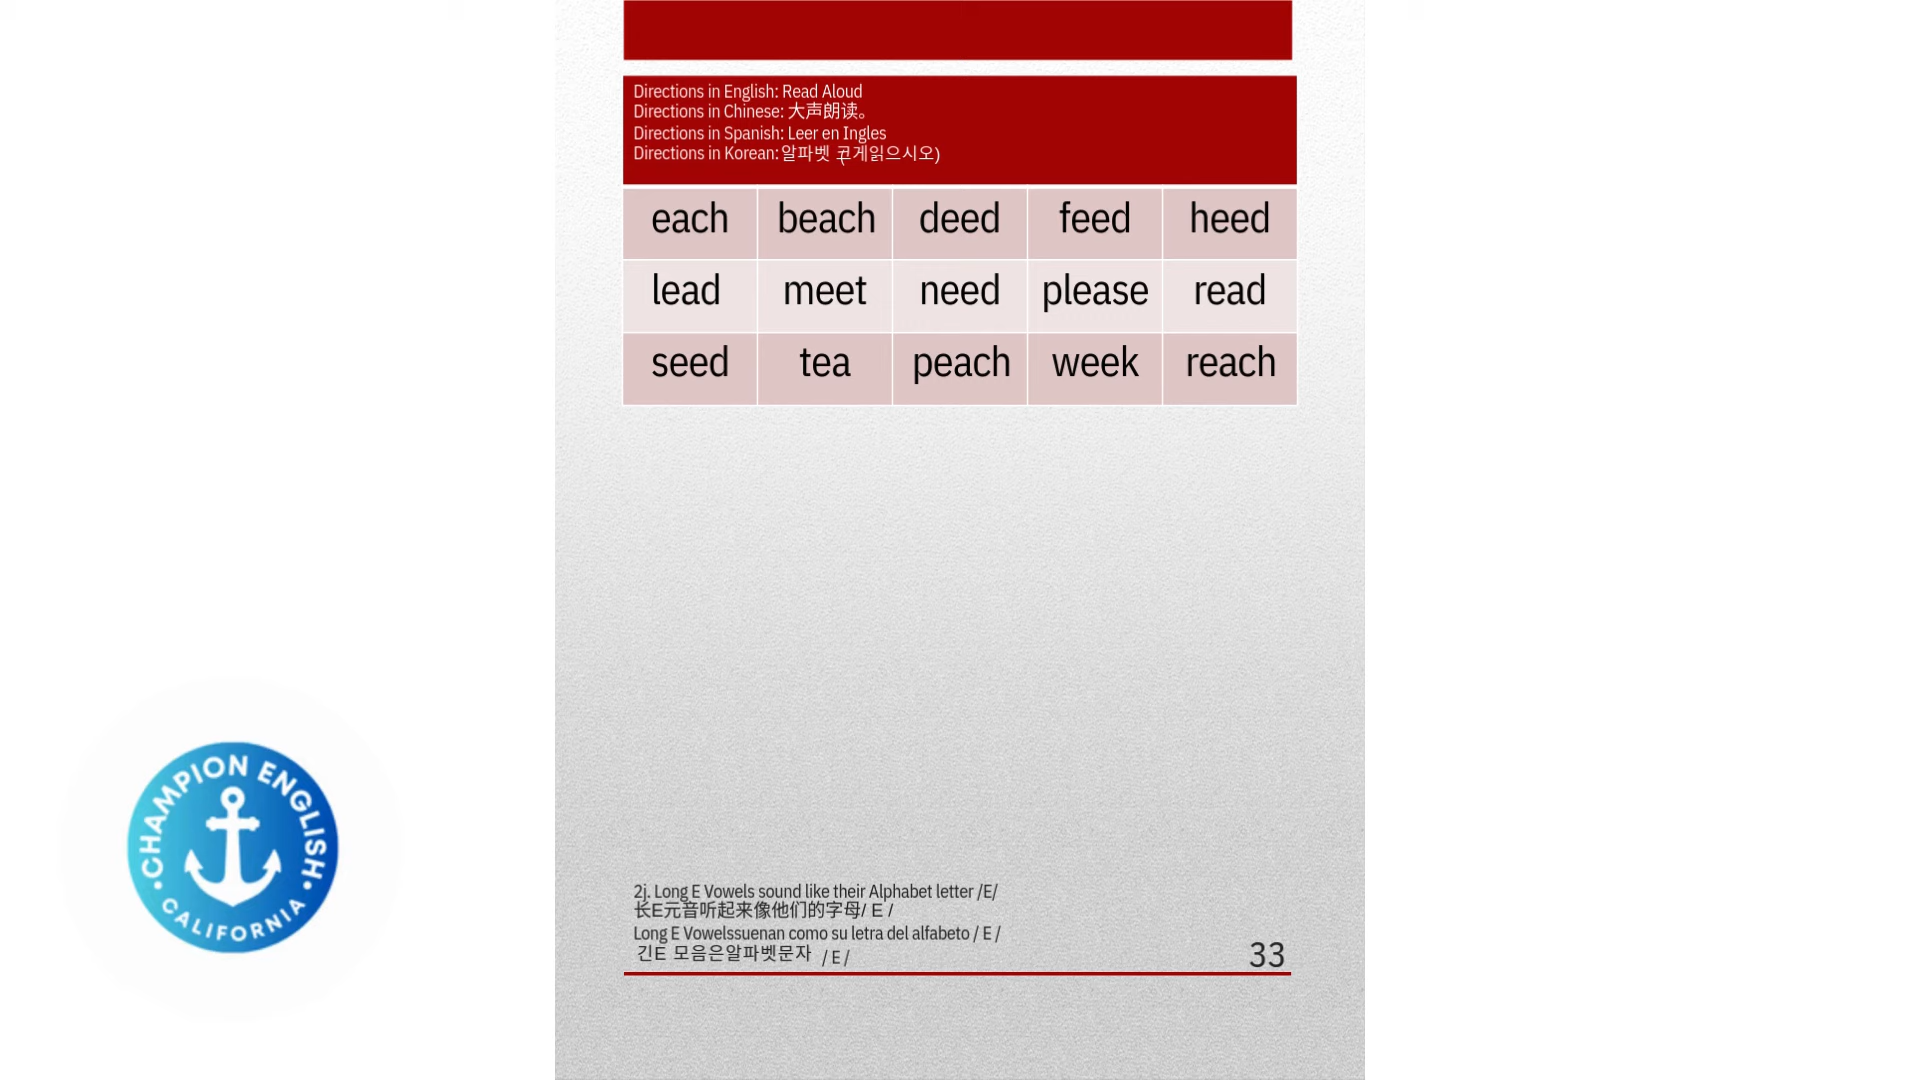 Directions in English: Read Aloud
Directions in Chinese: 大声朗读。
Directions in Spanish: Leer en Ingles
Directions in Korean: 알파벳 크게읽으시오)
each beach deed feed heed
lead meet need please read
seed tea peach week reach
2j. Long E Vowels sound like their Alphabet letter /E/
长E元音听起来像他们的字母/ E /
Long E Vowelssuenan como su letra del alfabeto / E /
긴E 모음은알파벳문자 / E /
33
CHAMPION ENGLISH
CALIFORNIA